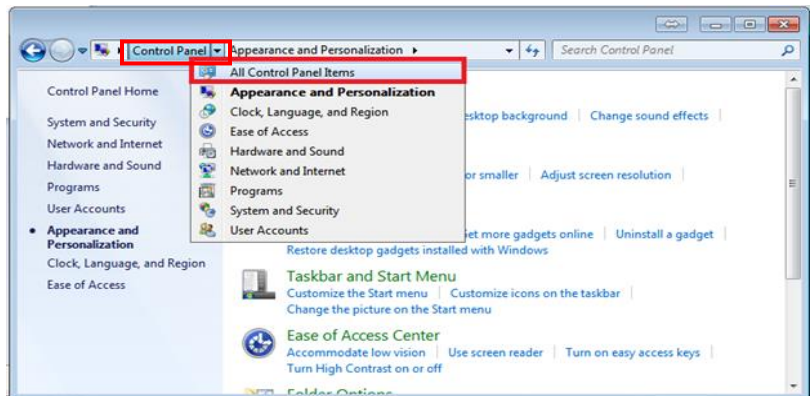 Control Panel
Appearance and Personalization
Search Control Panel
All Control Panel Items
Appearance and Personalization
Clock, Language, and Region
Ease of Access
Hardware and Sound
Network and Internet
Programs
System and Security
User Accounts
Control Panel Home
System and Security
Network and Internet
Hardware and Sound
Programs
User Accounts
Appearance and
Personalization
Clock, Language, and Region
Ease of Access
background Change sound effects
or smaller Adjust screen resolution
more gadgets online Uninstall a gadget
Restore desktop gadgets installed with Windows
Taskbar and Start Menu
Customize the Start menu Customize icons on the taskbar
Change the picture on the Start menu
Ease of Access Center
Accommodate low vision Use screen reader Turn on easy access keys
Turn High Contrast on or off
Folder Options